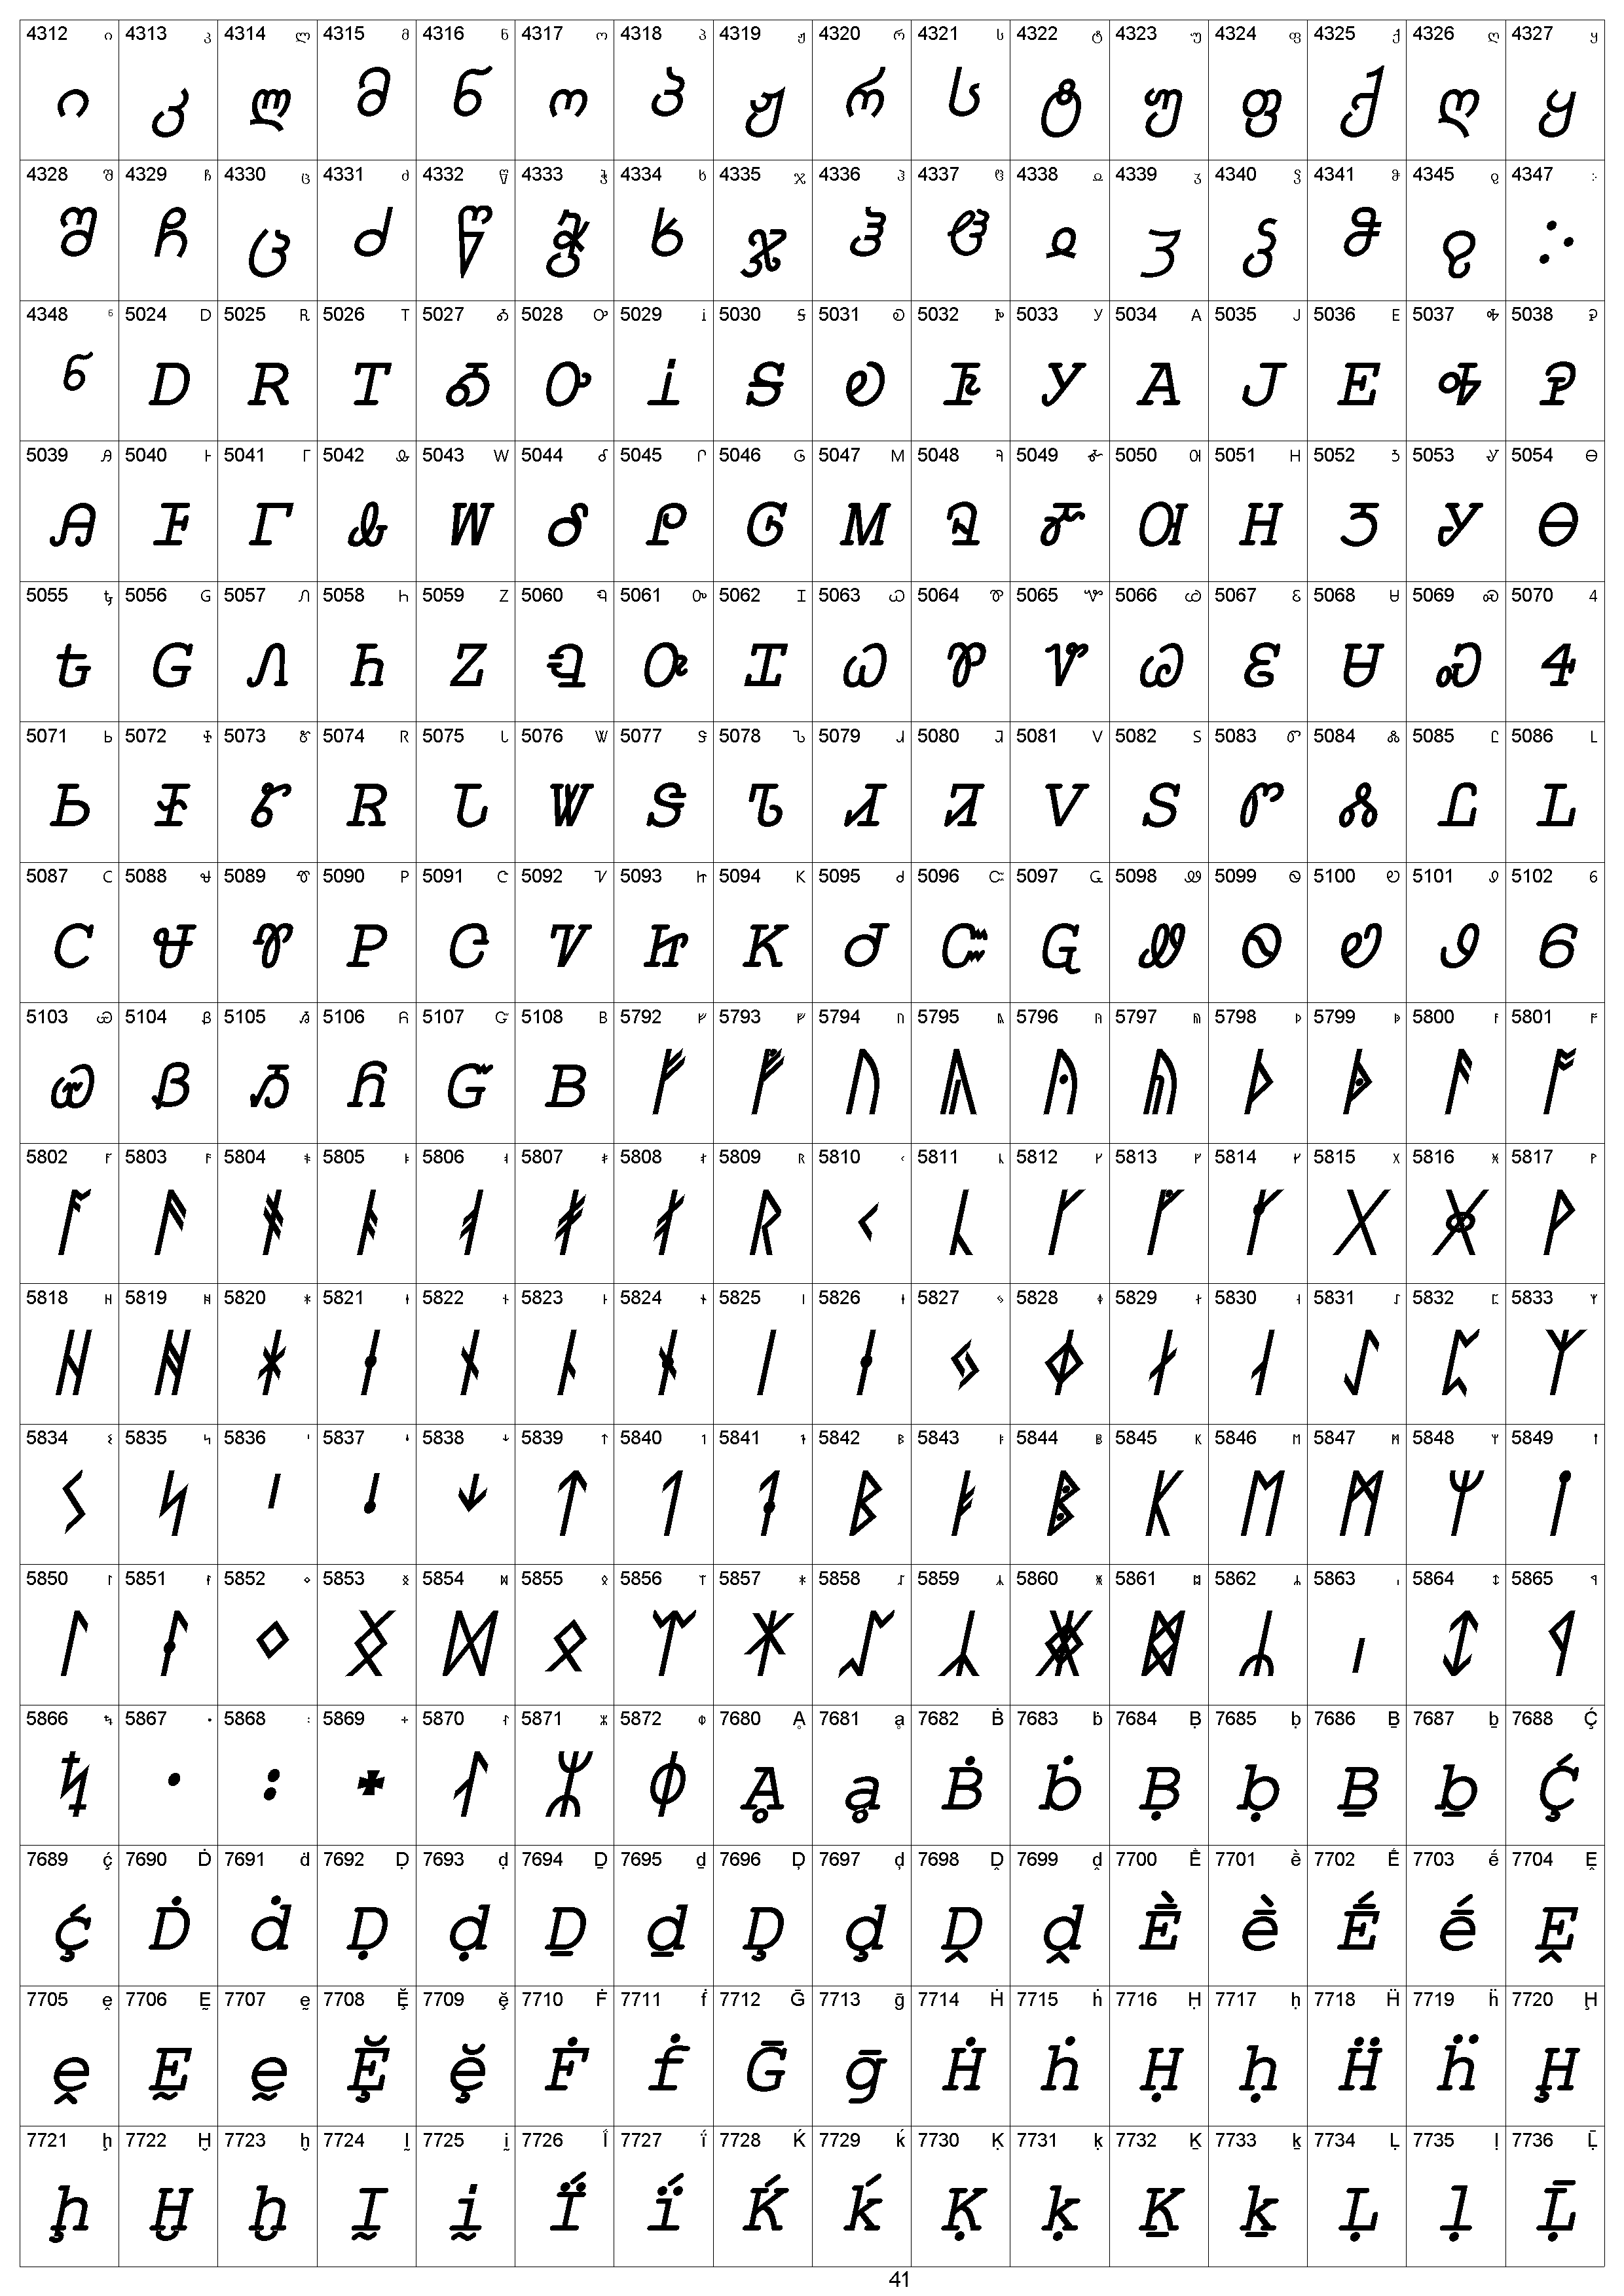 4312 ი 4313 კ 4314 ლ 4315 მ 4316 ნ 4317 ო 4318 პ 4319 ჟ 4320 რ 4321 ს 4322 ტ 4323 უ 4324 ფ 4325 ქ 4326 ღ 4327 ყ
ი კ ლ მ ნ ო პ ჟ რ ს ტ უ ფ ქ ღ ყ
4328 შ 4329 ჩ 4330 ც 4331 ძ 4332 წ 4333 ჭ 4334 ხ 4335 ჯ 4336 ჰ 4337 ჱ 4338 ჲ 4339 ჳ 4340 ჴ 4341 ჵ 4345 ჹ 4347 ჻
შ ჩ ც ძ წ ჭ ხ ჯ ჰ ჱ ჲ ჳ ჴ ჵ ჹ ჻
4348 ჼ 5024 Ꭰ 5025 Ꭱ 5026 Ꭲ 5027 Ꭳ 5028 Ꭴ 5029 Ꭵ 5030 Ꭶ 5031 Ꭷ 5032 Ꭸ 5033 Ꭹ 5034 Ꭺ 5035 Ꭻ 5036 Ꭼ 5037 Ꭽ 5038 Ꭾ
ჼ Ꭰ Ꭱ Ꭲ Ꭳ Ꭴ Ꭵ Ꭶ Ꭷ Ꭸ Ꭹ Ꭺ Ꭻ Ꭼ Ꭽ Ꭾ
5039 Ꭿ 5040 Ꮀ 5041 Ꮁ 5042 Ꮂ 5043 Ꮃ 5044 Ꮄ 5045 Ꮅ 5046 Ꮆ 5047 Ꮇ 5048 Ꮈ 5049 Ꮉ 5050 Ꮊ 5051 Ꮋ 5052 Ꮌ 5053 Ꮍ 5054 Ꮎ
Ꭿ Ꮀ Ꮁ Ꮂ Ꮃ Ꮄ Ꮅ Ꮆ Ꮇ Ꮈ Ꮉ Ꮊ Ꮋ Ꮌ Ꮍ Ꮎ
5055 Ꮏ 5056 Ꮐ 5057 Ꮑ 5058 Ꮒ 5059 Ꮓ 5060 Ꮔ 5061 Ꮕ 5062 Ꮖ 5063 Ꮗ 5064 Ꮘ 5065 Ꮙ 5066 Ꮚ 5067 Ꮛ 5068 Ꮜ 5069 Ꮝ 5070 Ꮞ
Ꮏ Ꮐ Ꮑ Ꮒ Ꮓ Ꮔ Ꮕ Ꮖ Ꮗ Ꮘ Ꮙ Ꮚ Ꮛ Ꮜ Ꮝ Ꮞ
5071 Ꮟ 5072 Ꮠ 5073 Ꮡ 5074 Ꮢ 5075 Ꮣ 5076 Ꮤ 5077 Ꮥ 5078 Ꮦ 5079 Ꮧ 5080 Ꮨ 5081 Ꮩ 5082 Ꮪ 5083 Ꮫ 5084 Ꮬ 5085 Ꮭ 5086 Ꮮ
Ꮟ Ꮠ Ꮡ Ꮢ Ꮣ Ꮤ Ꮥ Ꮦ Ꮧ Ꮨ Ꮩ Ꮪ Ꮫ Ꮬ Ꮭ Ꮮ
5087 Ꮯ 5088 Ꮰ 5089 Ꮱ 5090 Ꮲ 5091 Ꮳ 5092 Ꮴ 5093 Ꮵ 5094 Ꮶ 5095 Ꮷ 5096 Ꮸ 5097 Ꮹ 5098 Ꮺ 5099 Ꮻ 5100 Ꮼ 5101 Ꮽ 5102 Ꮾ
Ꮯ Ꮰ Ꮱ Ꮲ Ꮳ Ꮴ Ꮵ Ꮶ Ꮷ Ꮸ Ꮹ Ꮺ Ꮻ Ꮼ Ꮽ Ꮾ
5103 Ꮿ 5104 Ᏸ 5105 Ᏹ 5106 Ᏺ 5107 Ᏻ 5108 Ᏼ 5792 ᚠ 5793 ᚡ 5794 ᚢ 5795 ᚣ 5796 ᚤ 5797 ᚥ 5798 ᚦ 5799 ᚧ 5800 ᚨ 5801 ᚩ
Ꮿ Ᏸ Ᏹ Ᏺ Ᏻ Ᏼ ᚠ ᚡ ᚢ ᚣ ᚤ ᚥ ᚦ ᚧ ᚨ ᚩ
5802 ᚪ 5803 ᚫ 5804 ᚬ 5805 ᚭ 5806 ᚮ 5807 ᚯ 5808 ᚰ 5809 ᚱ 5810 ᚲ 5811 ᚳ 5812 ᚴ 5813 ᚵ 5814 ᚶ 5815 ᚷ 5816 ᚸ 5817 ᚹ
ᚪ ᚫ ᚬ ᚭ ᚮ ᚯ ᚰ ᚱ ᚲ ᚳ ᚴ ᚵ ᚶ ᚷ ᚸ ᚹ
5818 ᚺ 5819 ᚻ 5820 ᚼ 5821 ᚽ 5822 ᚾ 5823 ᚿ 5824 ᛀ 5825 ᛁ 5826 ᛂ 5827 ᛃ 5828 ᛄ 5829 ᛅ 5830 ᛆ 5831 ᛇ 5832 ᛈ 5833 ᛉ
ᚺ ᚻ ᚼ ᚽ ᚾ ᚿ ᛀ ᛁ ᛂ ᛃ ᛄ ᛅ ᛆ ᛇ ᛈ ᛉ
5834 ᛊ 5835 ᛋ 5836 ᛌ 5837 ᛍ 5838 ᛎ 5839 ᛏ 5840 ᛐ 5841 ᛑ 5842 ᛒ 5843 ᛓ 5844 ᛔ 5845 ᛕ 5846 ᛖ 5847 ᛗ 5848 ᛘ 5849 ᛙ
ᛊ ᛋ ᛌ ᛍ ᛎ ᛏ ᛐ ᛑ ᛒ ᛓ ᛔ ᛕ ᛖ ᛗ ᛘ ᛙ
5850 ᛚ 5851 ᛛ 5852 ᛜ 5853 ᛝ 5854 ᛞ 5855 ᛟ 5856 ᛠ 5857 ᛡ 5858 ᛢ 5859 ᛣ 5860 ᛤ 5861 ᛥ 5862 ᛦ 5863 ᛧ 5864 ᛨ 5865 ᛩ
ᛚ ᛛ ᛜ ᛝ ᛞ ᛟ ᛠ ᛡ ᛢ ᛣ ᛤ ᛥ ᛦ ᛧ ᛨ ᛩ
5866 ᛪ 5867 ᛫ 5868 ᛬ 5869 ᛭ 5870 ᛮ 5871 ᛯ 5872 ᛰ 7680 Ḁ 7681 ḁ 7682 Ḃ 7683 ḃ 7684 Ḅ 7685 ḅ 7686 Ḇ 7687 ḇ 7688 Ḉ
ᛪ ᛫ ᛬ ᛭ ᛮ ᛯ ᛰ Ḁ ḁ Ḃ ḃ Ḅ ḅ Ḇ ḇ Ḉ
7689 ḉ 7690 Ḋ 7691 ḋ 7692 Ḍ 7693 ḍ 7694 Ḏ 7695 ḏ 7696 Ḑ 7697 ḑ 7698 Ḓ 7699 ḓ 7700 Ḕ 7701 ḕ 7702 Ḗ 7703 ḗ 7704 Ḙ
ḉ Ḋ ḋ Ḍ ḍ Ḏ ḏ Ḑ ḑ Ḓ ḓ Ḕ ḕ Ḗ ḗ Ḙ
7705 ḙ 7706 Ḛ 7707 ḛ 7708 Ḝ 7709 ḝ 7710 Ḟ 7711 ḟ 7712 Ḡ 7713 ḡ 7714 Ḣ 7715 ḣ 7716 Ḥ 7717 ḥ 7718 Ḧ 7719 ḧ 7720 Ḩ
ḙ Ḛ ḛ Ḝ ḝ Ḟ ḟ Ḡ ḡ Ḣ ḣ Ḥ ḥ Ḧ ḧ Ḩ
7721 ḩ 7722 Ḫ 7723 ḫ 7724 Ḭ 7725 ḭ 7726 Ḯ 7727 ḯ 7728 Ḱ 7729 ḱ 7730 Ḳ 7731 ḳ 7732 Ḵ 7733 ḵ 7734 Ḷ 7735 ḷ 7736 Ḹ
ḩ Ḫ ḫ Ḭ ḭ Ḯ ḯ Ḱ ḱ Ḳ ḳ Ḵ ḵ Ḷ ḷ Ḹ
41